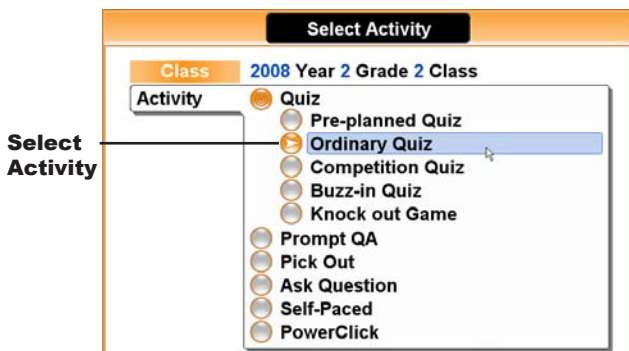 Select Activity
Class 2008 Year 2 Grade 2 Class
Activity Quiz
Pre-planned Quiz
Select Activity
Ordinary Quiz
Competition Quiz
Buzz-in Quiz
Knock out Game
Prompt QA
Pick Out
Ask Question
Self-Paced
PowerClick